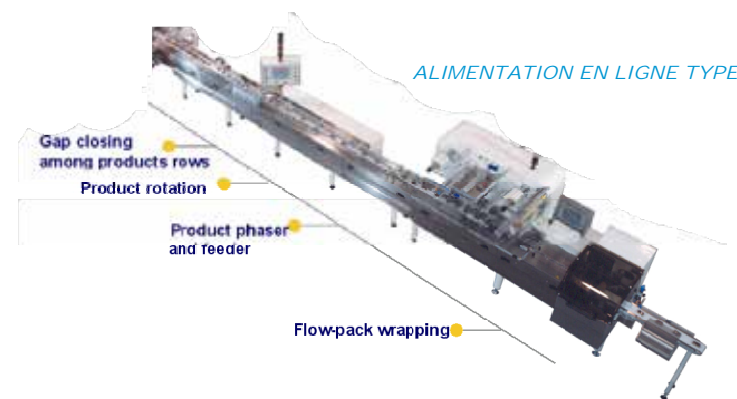 ALIMENTATION EN LIGNE TYPE
Gap closing
among products rows
Product rotation
Product phaser
and feeder
Flow-pack wrapping